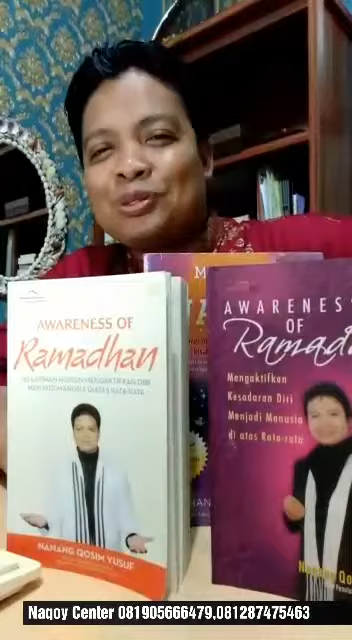 AWARENESS OF
Ramadhan
NANANG QOSIM YUSUF
M
AWARENESS
OF
Ramadh
Mengaktifkan
Kesadaran Diri
Menjadi Manusia
di atas Rata-rata
Naqoy Center 081905666479,081287475463